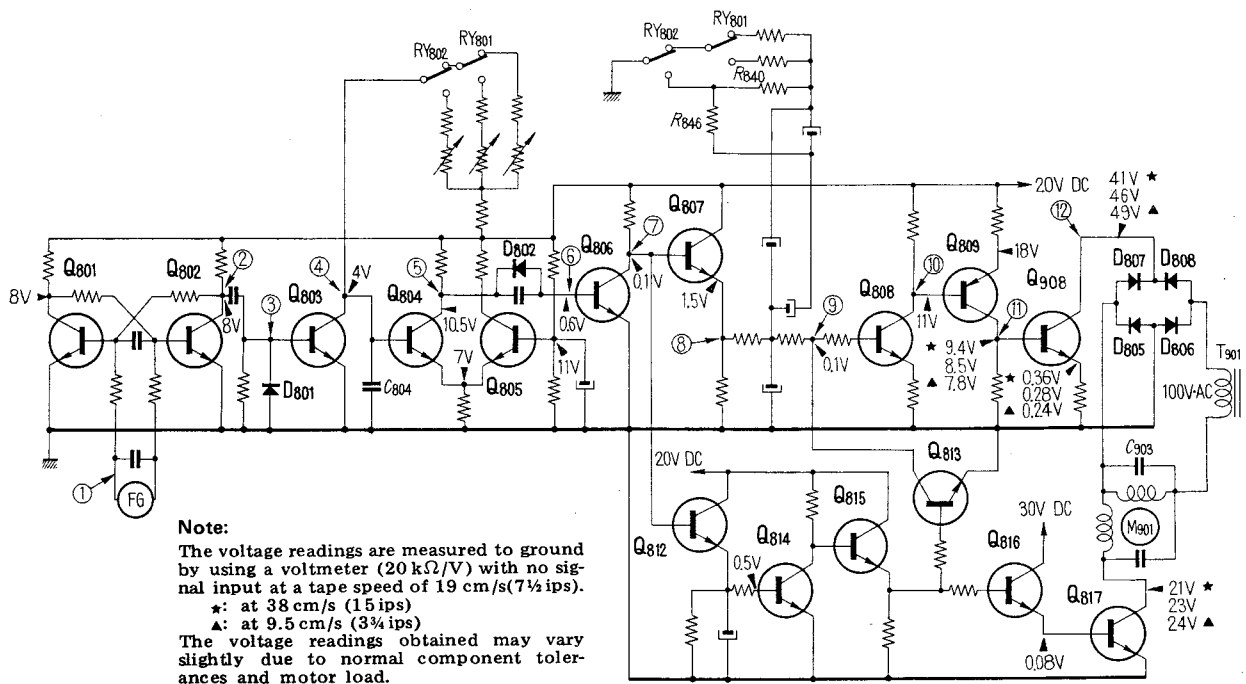 RY802
RY801
RY802
RY801
R840
R846
20V DC
41V ★
46V
49V ▲
⑫
Q801
Q802
②
8V
8V
③
④
4V
Q803
D801
C804
⑤
Q804
10.5V
7V
D802
⑥
Q805
11V
0.6V
Q806
⑦
0.1V
Q807
1.5V
⑧
⑨
0.1V
Q808
⑩
11V
Q809
18V
⑪
★ 9.4V
8.5V
▲ 7.8V
Q908
★ 0.36V
0.28V
▲ 0.24V
D807
D808
D805
D806
T901
100V·AC
C903
M901
①
FG
20V DC
Q812
0.5V
Q814
Q815
Q813
Q816
30V DC
0.08V
Q817
21V ★
23V
24V ▲
Note:
The voltage readings are measured to ground
by using a voltmeter (20 kΩ/V) with no sig-
nal input at a tape speed of 19 cm/s(7½ ips).
★: at 38 cm/s (15 ips)
▲: at 9.5 cm/s (3¾ ips)
The voltage readings obtained may vary
slightly due to normal component toler-
ances and motor load.